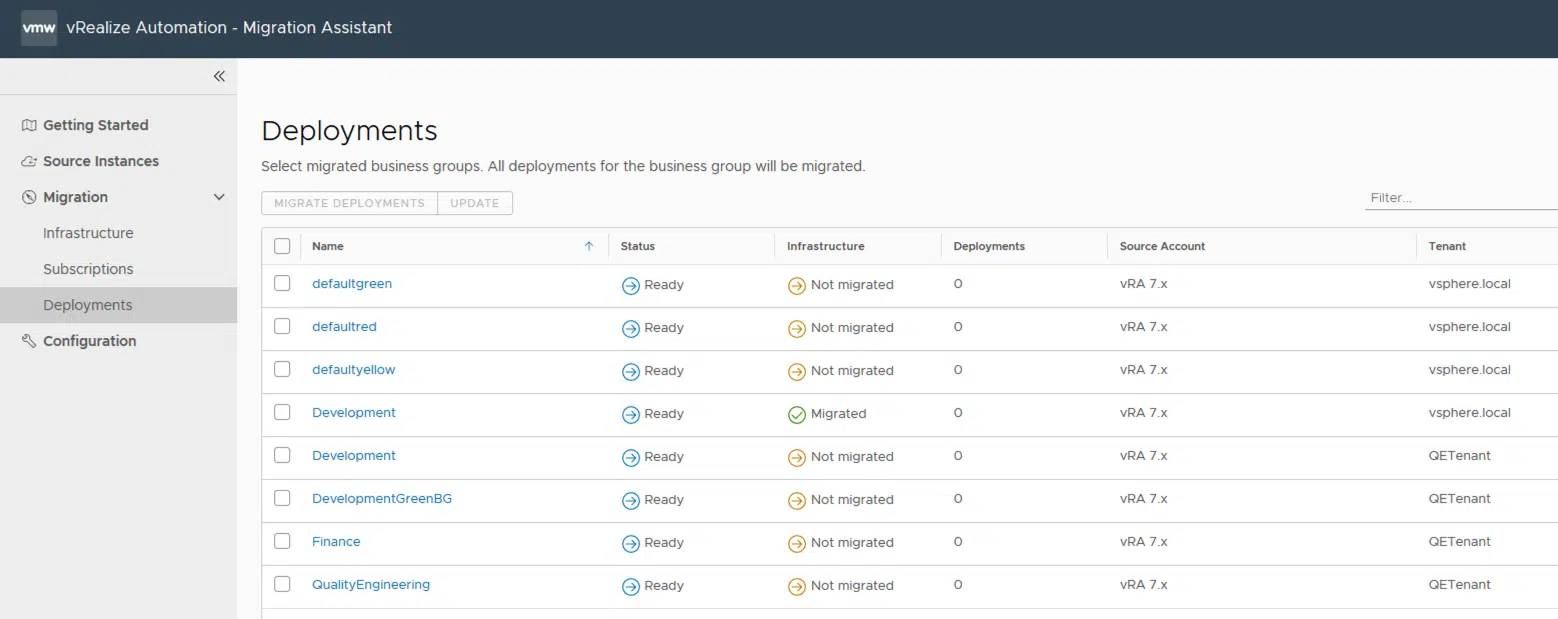 vmw vRealize Automation - Migration Assistant
Getting Started
Source Instances
Migration
Infrastructure
Subscriptions
Deployments
Configuration
Deployments
Select migrated business groups. All deployments for the business group will be migrated.
MIGRATE DEPLOYMENTS UPDATE
Filter...
Name Status Infrastructure Deployments Source Account Tenant
defaultgreen Ready Not migrated 0 vRA 7.x vsphere.local
defaultred Ready Not migrated 0 vRA 7.x vsphere.local
defaultyellow Ready Not migrated 0 vRA 7.x vsphere.local
Development Ready Migrated 0 vRA 7.x vsphere.local
Development Ready Not migrated 0 vRA 7.x QETenant
DevelopmentGreenBG Ready Not migrated 0 vRA 7.x QETenant
Finance Ready Not migrated 0 vRA 7.x QETenant
QualityEngineering Ready Not migrated 0 vRA 7.x QETenant